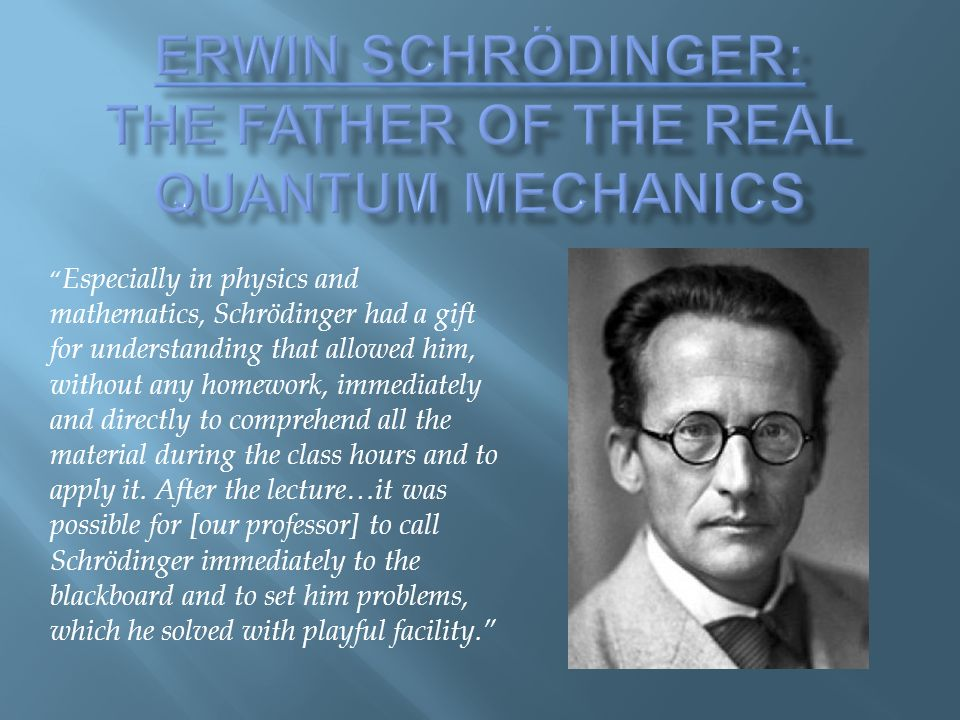 ERWIN SCHRÖDINGER:
THE FATHER OF THE REAL
QUANTUM MECHANICS
“Especially in physics and
mathematics, Schrödinger had a gift
for understanding that allowed him,
without any homework, immediately
and directly to comprehend all the
material during the class hours and to
apply it. After the lecture…it was
possible for [our professor] to call
Schrödinger immediately to the
blackboard and to set him problems,
which he solved with playful facility.”